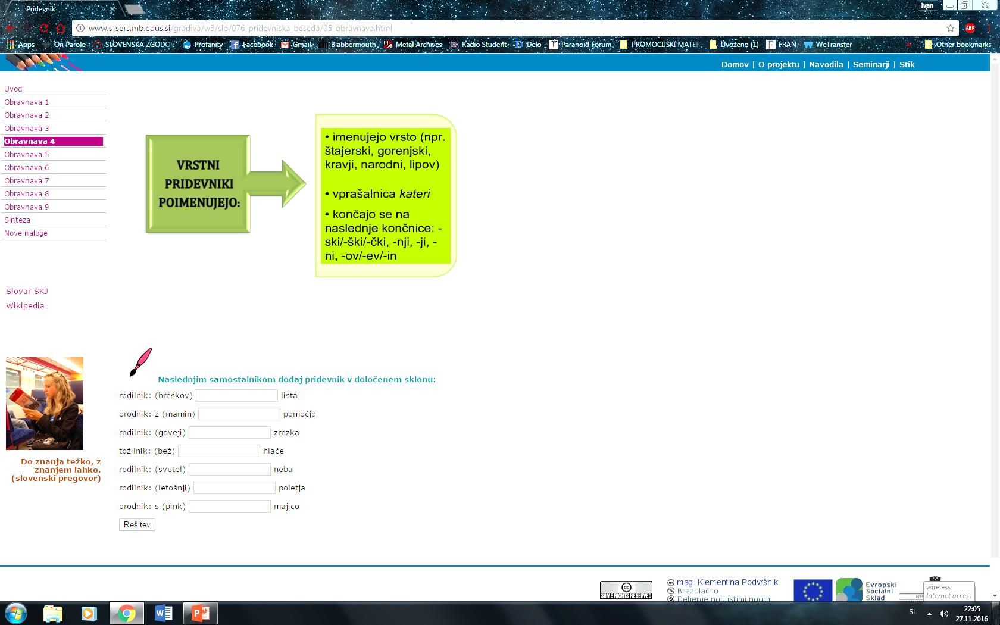 Pridevnik
Ivan
www.s-sers.mb.edus.si/gradiva/w3/slo/076_pridevniska_beseda/05_obravnava.html
ABP
Apps On Parole SLOVENSKA ZGODOV Profanity Facebook Gmail Blabbermouth Metal Archives Radio Študent Delo Paranoid Forum PROMOCIJSKI MATER Uvoženo (1) FRAN WeTransfer Other bookmarks
Domov | O projektu | Navodila | Seminarji | Stik
Uvod
Obravnava 1
Obravnava 2
Obravnava 3
Obravnava 4
Obravnava 5
Obravnava 6
Obravnava 7
Obravnava 8
Obravnava 9
Sinteza
Nove naloge
Slovar SKJ
Wikipedia
Do znanja težko, z
znanjem lahko.
(slovenski pregovor)
VRSTNI
PRIDEVNIKI
POIMENUJEJO:
• imenujejo vrsto (npr.
štajerski, gorenjski,
kravji, narodni, lipov)
• vprašalnica kateri
• končajo se na
naslednje končnice: -
ski/-ški/-čki, -nji, -ji, -
ni, -ov/-ev/-in
Naslednjim samostalnikom dodaj pridevnik v določenem sklonu:
rodilnik: (breskov) lista
orodnik: z (mamin) pomočjo
rodilnik: (goveji) zrezka
tožilnik: (bež) hlače
rodilnik: (svetel) neba
rodilnik: (letošnji) poletja
orodnik: s (pink) majico
Rešitev
cc
SOME RIGHTS RESERVED
mag. Klementina Podvršnik
Brezplačno
Deljenje pod istimi pogoji
Evropski
Socialni
Sklad
wireless
Internet access
SL
22:05
27.11.2016